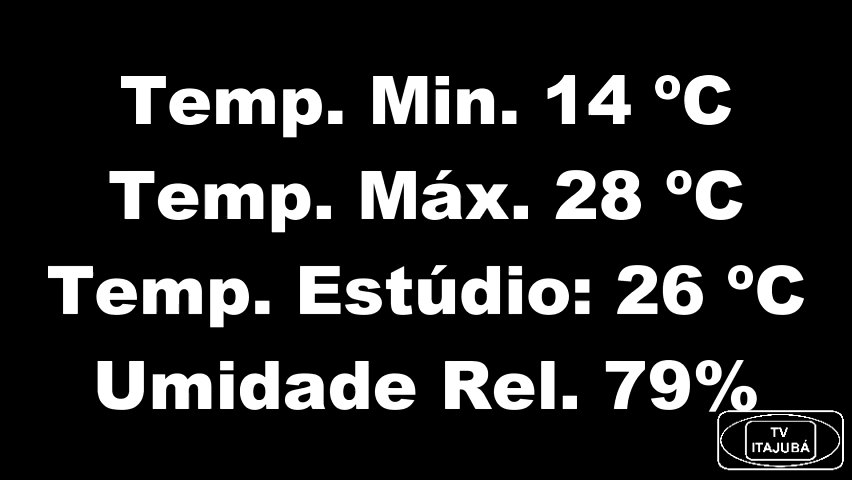 Temp. Min. 14 ºC
Temp. Máx. 28 ºC
Temp. Estúdio: 26 ºC
Umidade Rel. 79%
TV
ITAJUBÁ